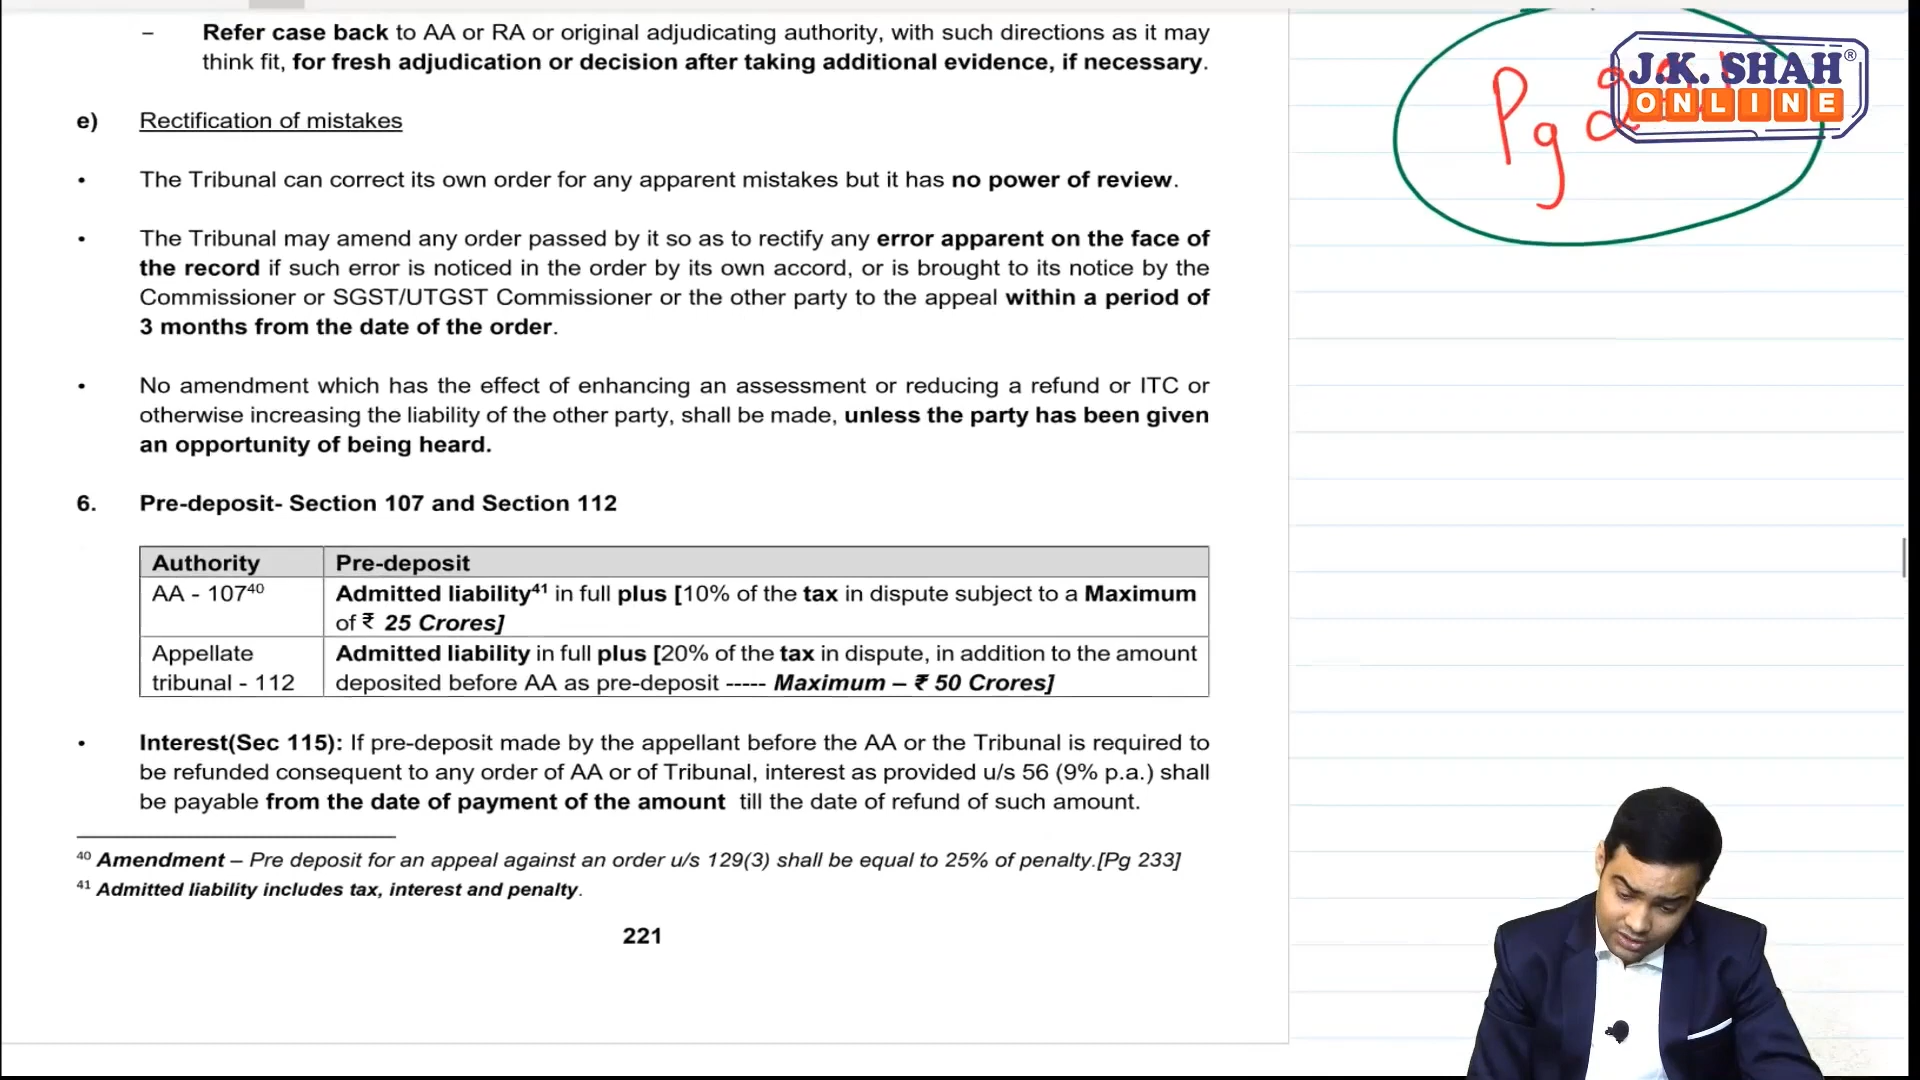 – Refer case back to AA or RA or original adjudicating authority, with such directions as it may
think fit, for fresh adjudication or decision after taking additional evidence, if necessary.
J.K. SHAH®
ONLINE
Pg
e) Rectification of mistakes
• The Tribunal can correct its own order for any apparent mistakes but it has no power of review.
• The Tribunal may amend any order passed by it so as to rectify any error apparent on the face of
the record if such error is noticed in the order by its own accord, or is brought to its notice by the
Commissioner or SGST/UTGST Commissioner or the other party to the appeal within a period of
3 months from the date of the order.
• No amendment which has the effect of enhancing an assessment or reducing a refund or ITC or
otherwise increasing the liability of the other party, shall be made, unless the party has been given
an opportunity of being heard.
6. Pre-deposit- Section 107 and Section 112
Authority Pre-deposit
AA - 107⁴⁰ Admitted liability⁴¹ in full plus [10% of the tax in dispute subject to a Maximum
of ₹ 25 Crores]
Appellate Admitted liability in full plus [20% of the tax in dispute, in addition to the amount
tribunal - 112 deposited before AA as pre-deposit ----- Maximum – ₹ 50 Crores]
• Interest(Sec 115): If pre-deposit made by the appellant before the AA or the Tribunal is required to
be refunded consequent to any order of AA or of Tribunal, interest as provided u/s 56 (9% p.a.) shall
be payable from the date of payment of the amount till the date of refund of such amount.
⁴⁰ Amendment – Pre deposit for an appeal against an order u/s 129(3) shall be equal to 25% of penalty.[Pg 233]
⁴¹ Admitted liability includes tax, interest and penalty.
221